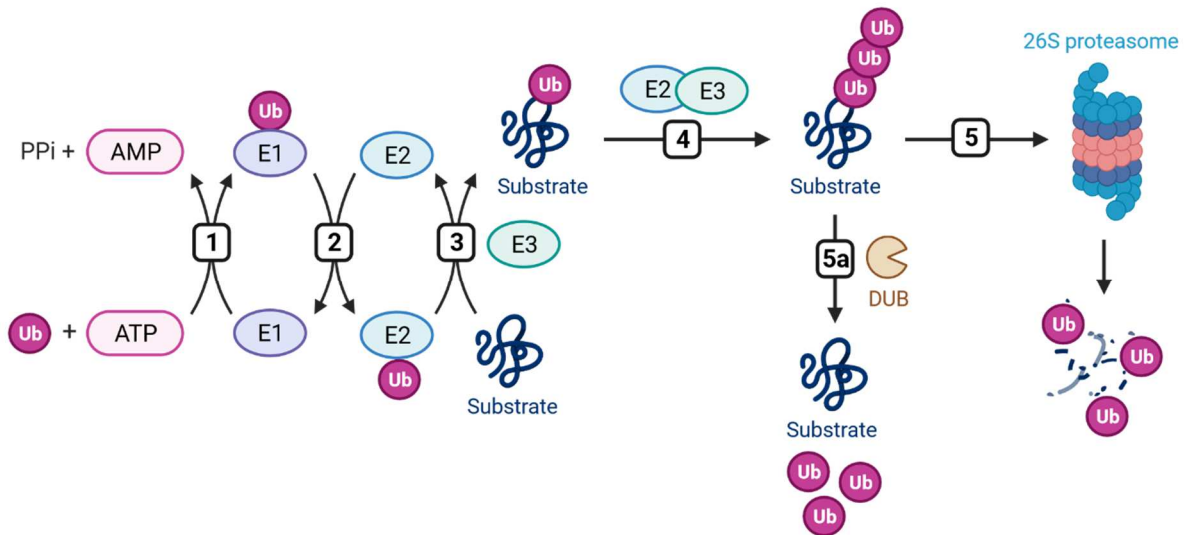 Ub
Ub
Ub
Ub
26S proteasome
E2 E3
4
Substrate
Substrate
5
Ub
PPi + AMP
E1
E2
1
2
3
E3
5a
DUB
Ub + ATP
E1
E2
Ub
Substrate
Substrate
Ub
Ub
Ub
Ub
Ub
Ub